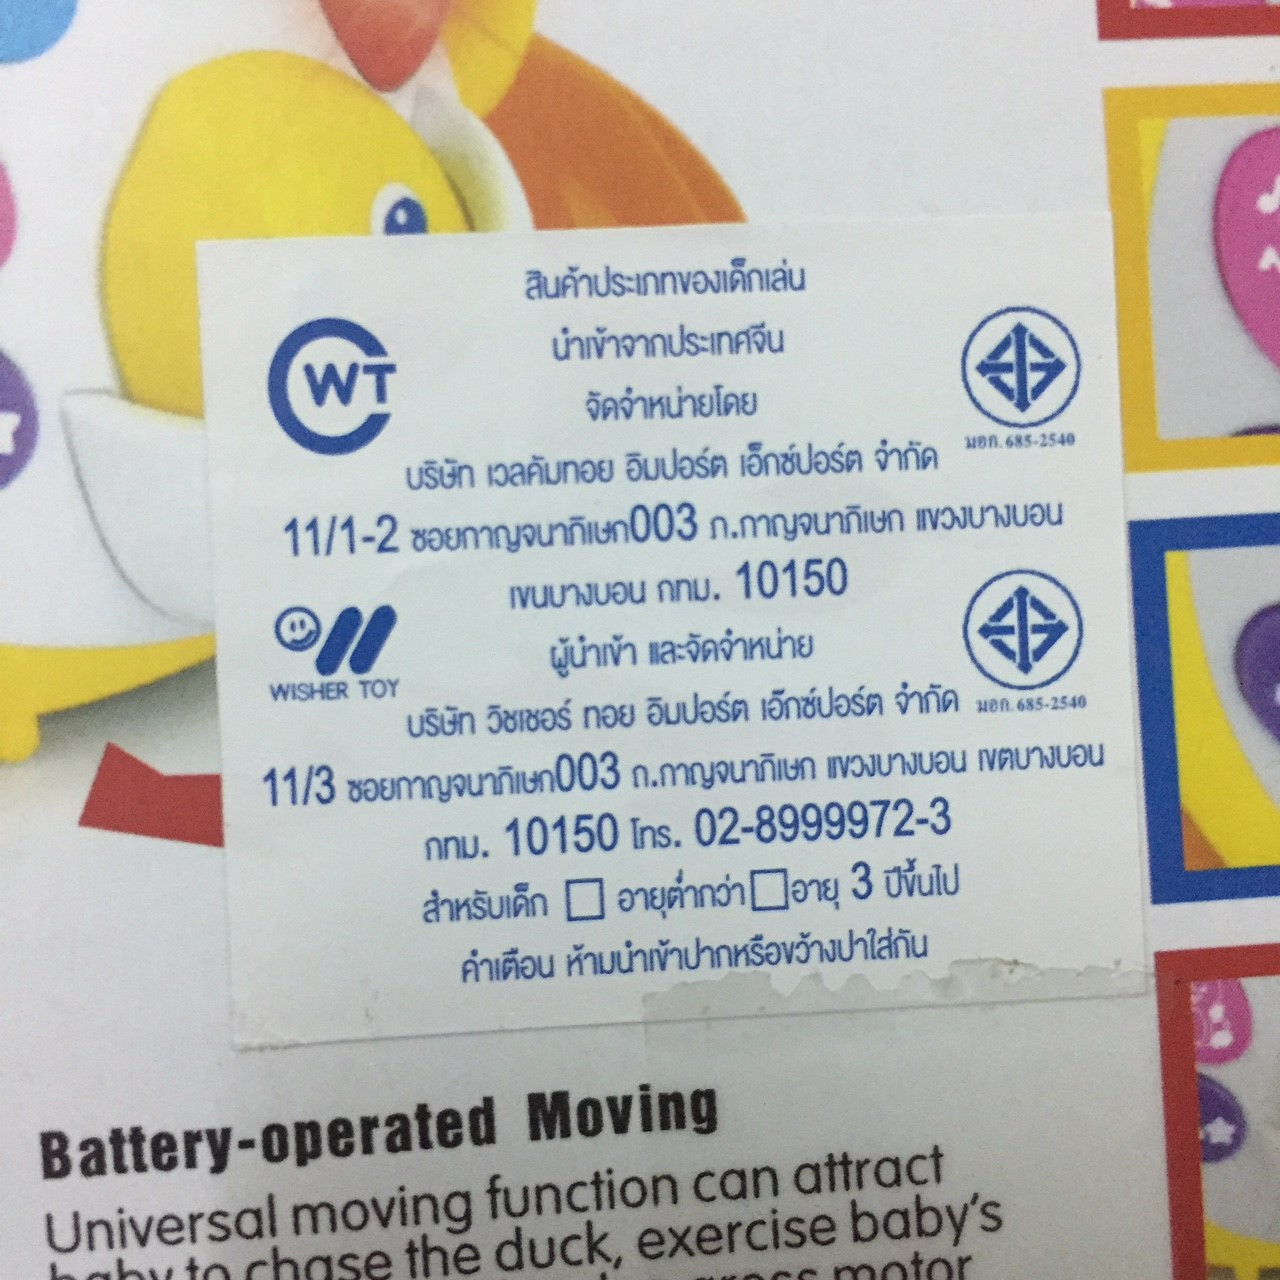 สินค้าประเภทของเด็กเล่น
นำเข้าจากประเทศจีน
จัดจำหน่ายโดย
CWT
มอก.685-2540
บริษัท เวลคัมทอย อิมปอร์ต เอ็กซ์ปอร์ต จำกัด
11/1-2 ซอยกาญจนาภิเษก003 ถ.กาญจนาภิเษก แขวงบางบอน
เขนบางบอน กทม. 10150
ผู้นำเข้า และจัดจำหน่าย
WISHER TOY
บริษัท วิชเชอร์ ทอย อิมปอร์ต เอ๊กซ์ปอร์ต จำกัด
มอก.685-2540
11/3 ซอยกาญจนาภิเษก003 ถ.กาญจนาภิเษก แขวงบางบอน เขตบางบอน
กทม. 10150 โทร. 02-8999972-3
สำหรับเด็ก อายุต่ำกว่า อายุ 3 ปีขึ้นไป
คำเตือน ห้ามนำเข้าปากหรือขว้างปาใส่กัน
Battery-operated Moving
Universal moving function can attract
baby to chase the duck, exercise baby's
gross motor